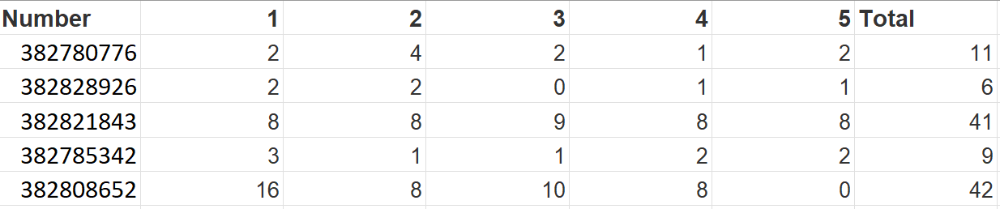 Number 1 2 3 4 5 Total
382780776 2 4 2 1 2 11
382828926 2 2 0 1 1 6
382821843 8 8 9 8 8 41
382785342 3 1 1 2 2 9
382808652 16 8 10 8 0 42